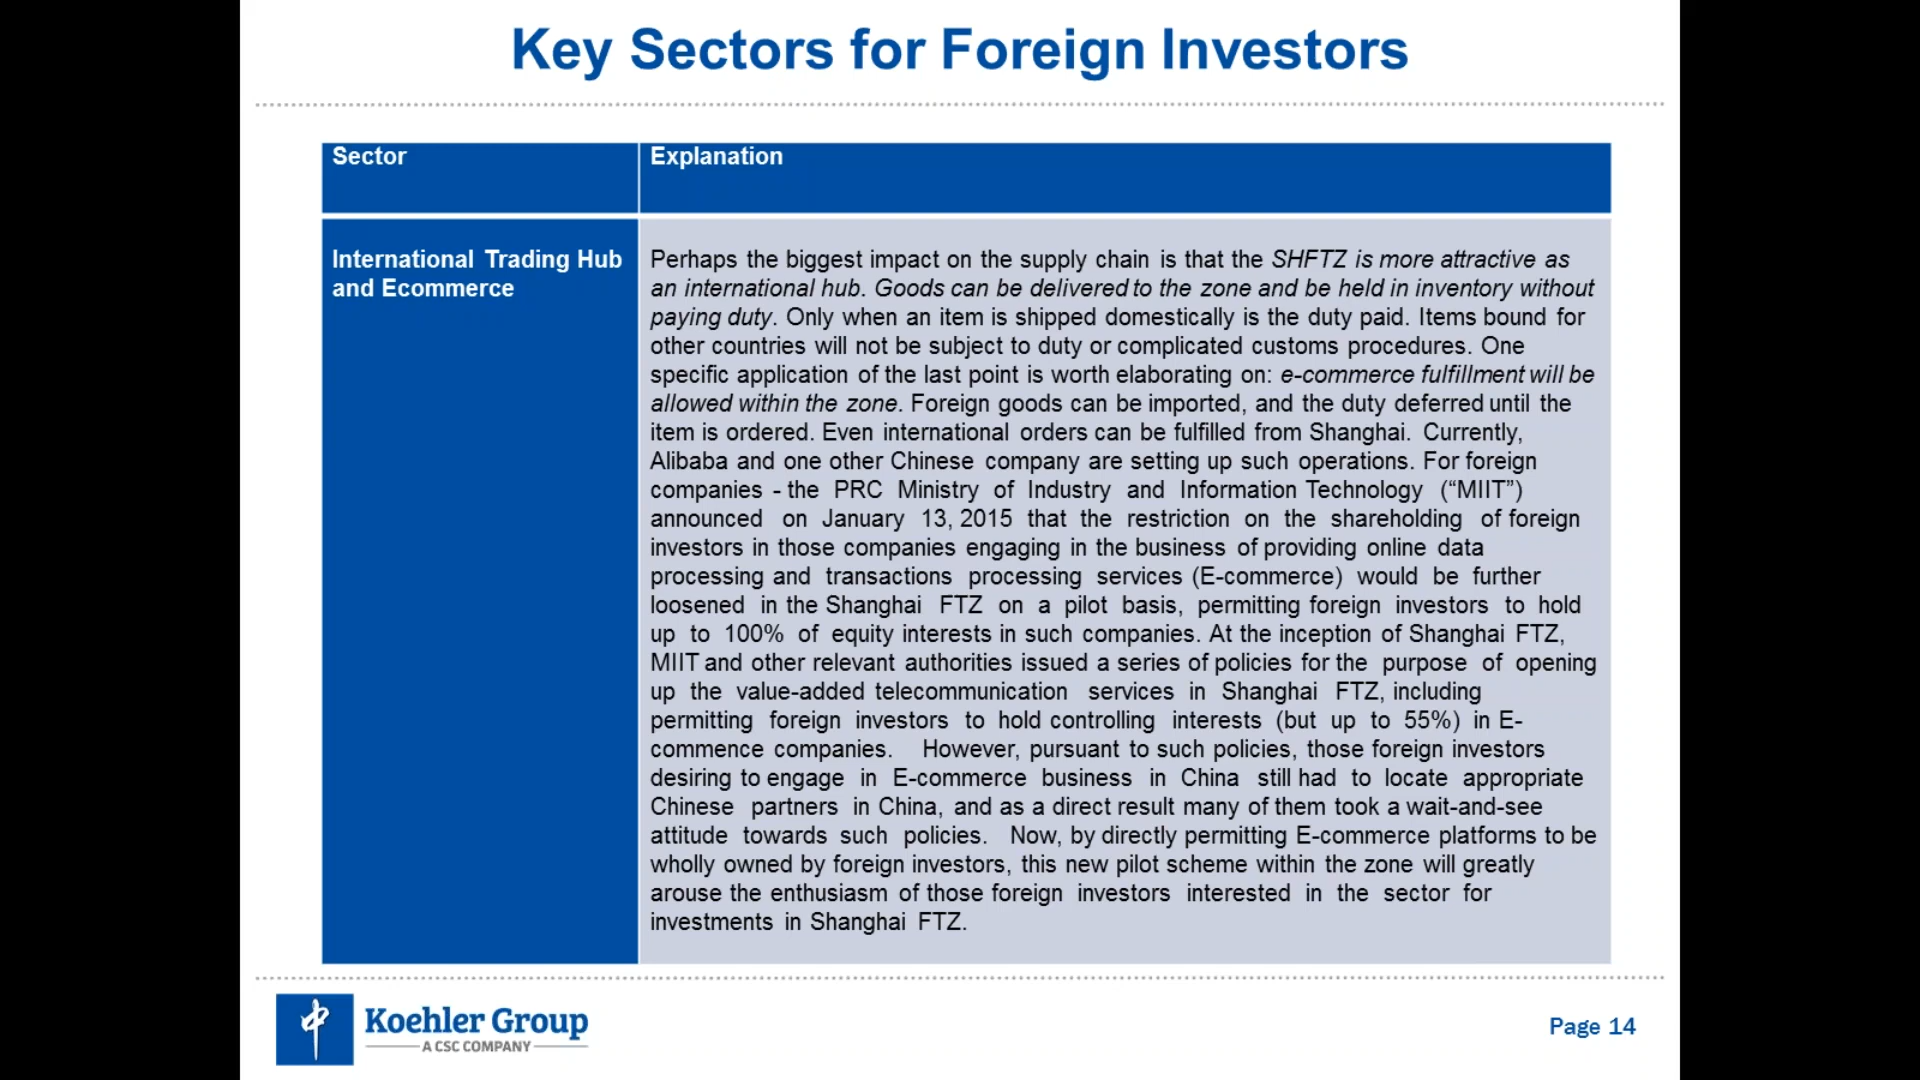 Key Sectors for Foreign Investors
Sector
Explanation
International Trading Hub
and Ecommerce
Perhaps the biggest impact on the supply chain is that the SHFTZ is more attractive as
an international hub. Goods can be delivered to the zone and be held in inventory without
paying duty. Only when an item is shipped domestically is the duty paid. Items bound for
other countries will not be subject to duty or complicated customs procedures. One
specific application of the last point is worth elaborating on: e-commerce fulfillment will be
allowed within the zone. Foreign goods can be imported, and the duty deferred until the
item is ordered. Even international orders can be fulfilled from Shanghai. Currently,
Alibaba and one other Chinese company are setting up such operations. For foreign
companies - the PRC Ministry of Industry and Information Technology (“MIIT”)
announced on January 13, 2015 that the restriction on the shareholding of foreign
investors in those companies engaging in the business of providing online data
processing and transactions processing services (E-commerce) would be further
loosened in the Shanghai FTZ on a pilot basis, permitting foreign investors to hold
up to 100% of equity interests in such companies. At the inception of Shanghai FTZ,
MIIT and other relevant authorities issued a series of policies for the purpose of opening
up the value-added telecommunication services in Shanghai FTZ, including
permitting foreign investors to hold controlling interests (but up to 55%) in E-
commence companies. However, pursuant to such policies, those foreign investors
desiring to engage in E-commerce business in China still had to locate appropriate
Chinese partners in China, and as a direct result many of them took a wait-and-see
attitude towards such policies. Now, by directly permitting E-commerce platforms to be
wholly owned by foreign investors, this new pilot scheme within the zone will greatly
arouse the enthusiasm of those foreign investors interested in the sector for
investments in Shanghai FTZ.
Koehler Group
A CSC COMPANY
Page 14